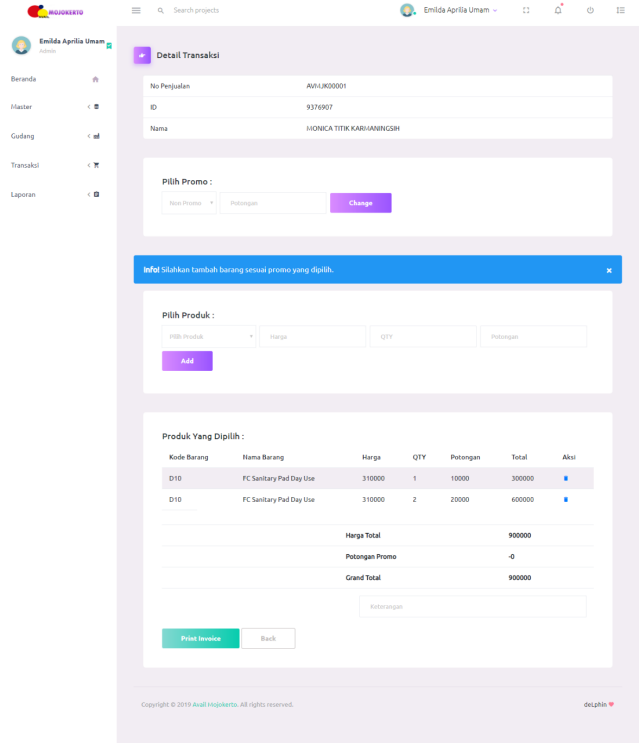 MOJOKERTO
Search projects
Emilda Aprilia Umam
Emilda Aprilia Umam
Admin
Beranda
Master
Gudang
Transaksi
Laporan
Detail Transaksi
No Penjualan AVMJK00001
ID 9376907
Nama MONICA TITIK KARMANINGSIH
Pilih Promo :
Non Promo Potongan Change
Info! Silahkan tambah barang sesuai promo yang dipilih. ×
Pilih Produk :
Pilih Produk Harga QTY Potongan
Add
Produk Yang Dipilih :
Kode Barang Nama Barang Harga QTY Potongan Total Aksi
D10 FC Sanitary Pad Day Use 310000 1 10000 300000
D10 FC Sanitary Pad Day Use 310000 2 20000 600000
Harga Total 900000
Potongan Promo -0
Grand Total 900000
Keterangan
Print Invoice Back
Copyright © 2019 Avail Mojokerto. All rights reserved. deLphin